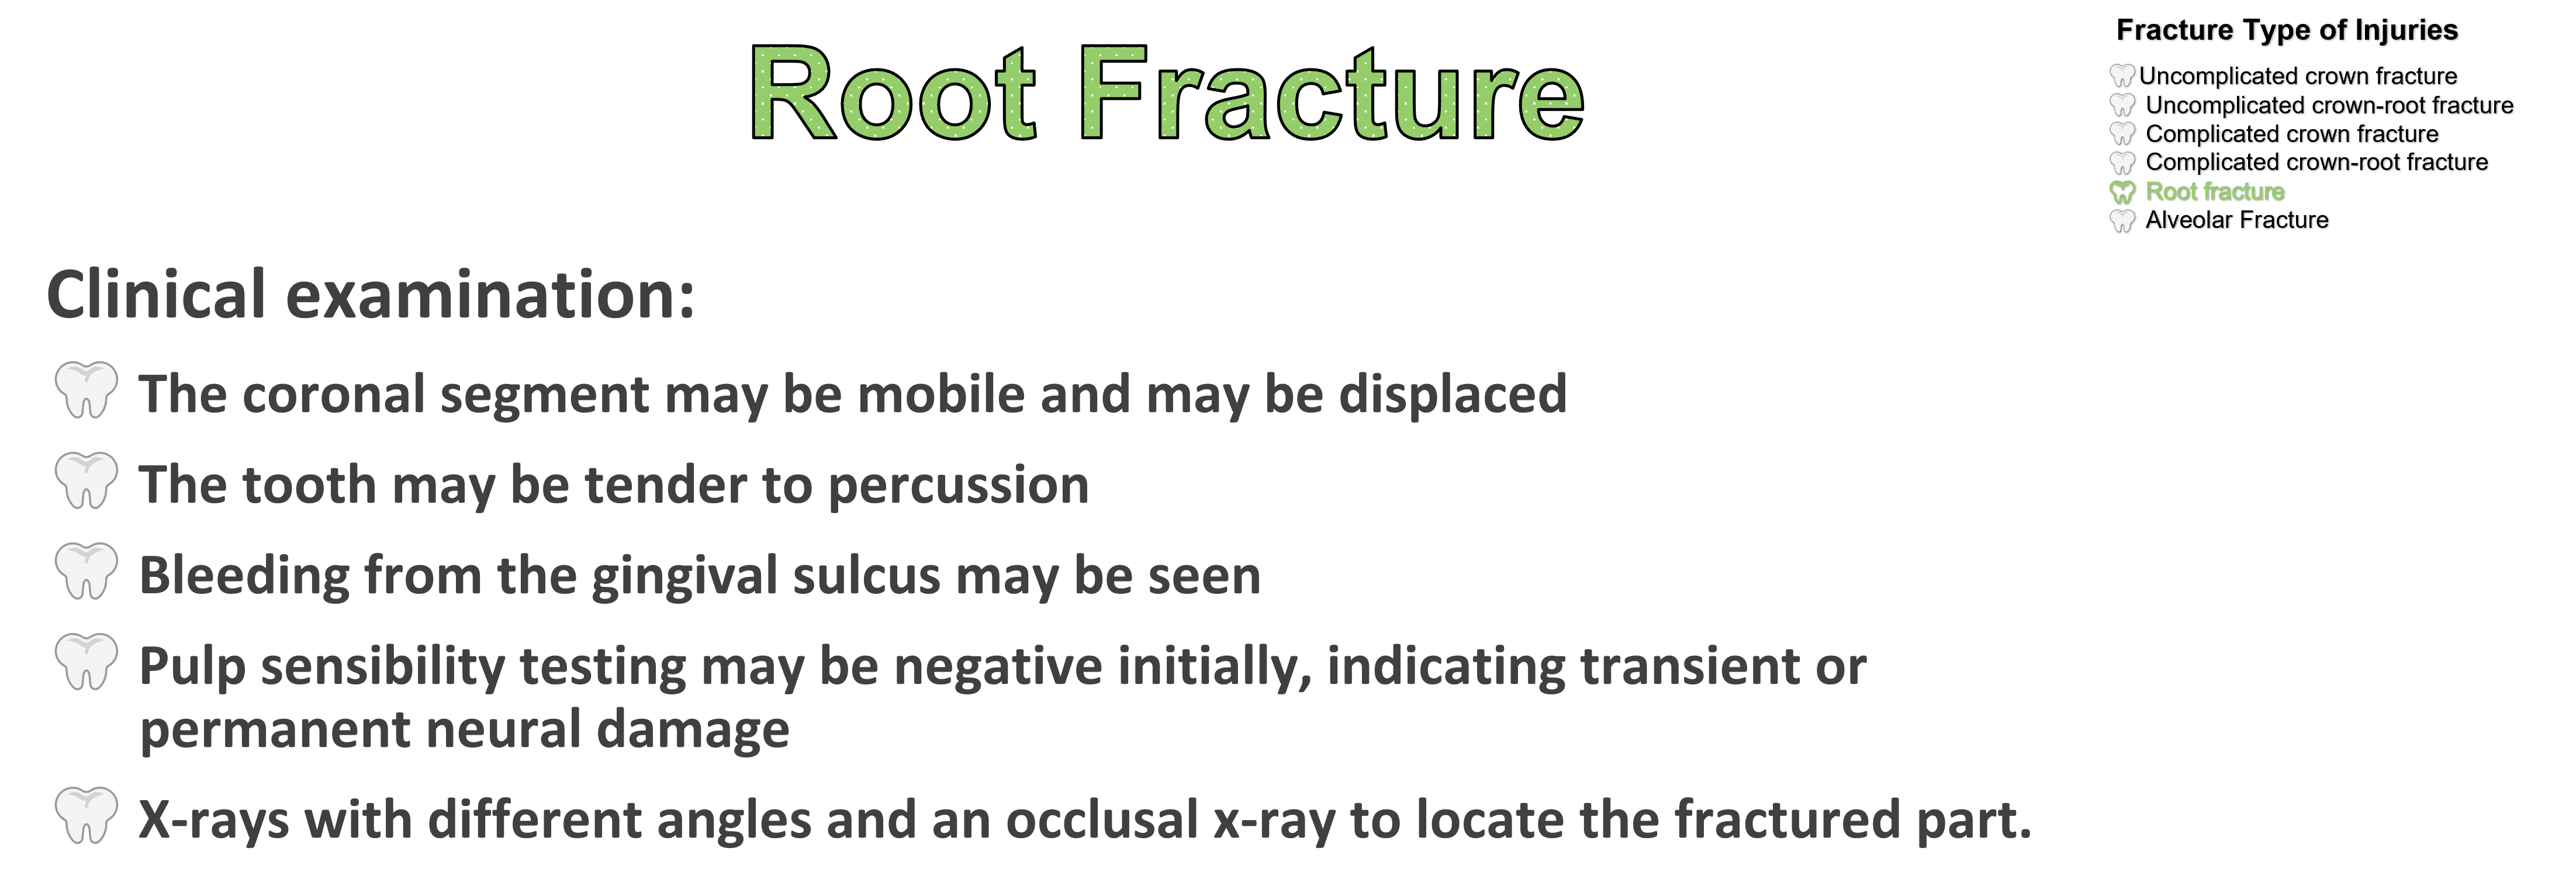 Root Fracture
Fracture Type of Injuries
Uncomplicated crown fracture
Uncomplicated crown-root fracture
Complicated crown fracture
Complicated crown-root fracture
Root fracture
Alveolar Fracture
Clinical examination:
The coronal segment may be mobile and may be displaced
The tooth may be tender to percussion
Bleeding from the gingival sulcus may be seen
Pulp sensibility testing may be negative initially, indicating transient or
permanent neural damage
X-rays with different angles and an occlusal x-ray to locate the fractured part.